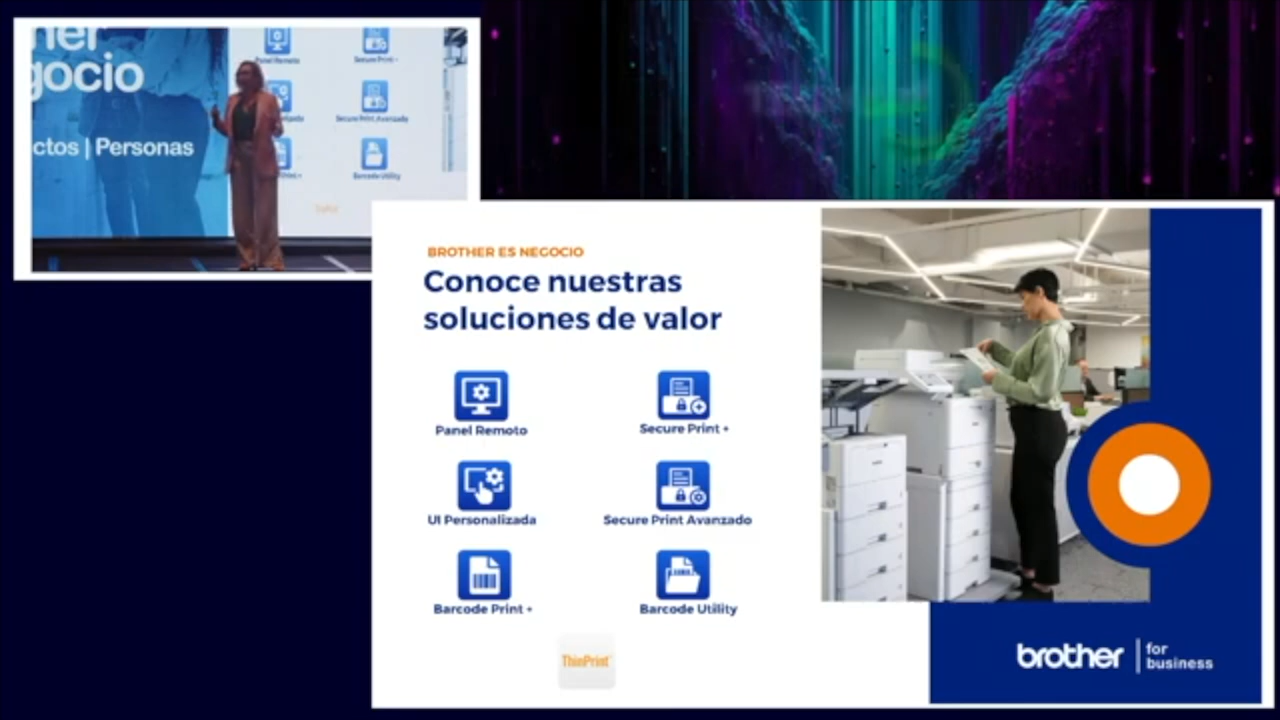 ner
gocio
ctos | Personas
Panel Remoto
Secure Print +
Secure Print Avanzado
Barcode Utility
BROTHER ES NEGOCIO
Conoce nuestras
soluciones de valor
Panel Remoto
Secure Print +
UI Personalizada
Secure Print Avanzado
Barcode Print +
Barcode Utility
ThinPrint
brother | for
business